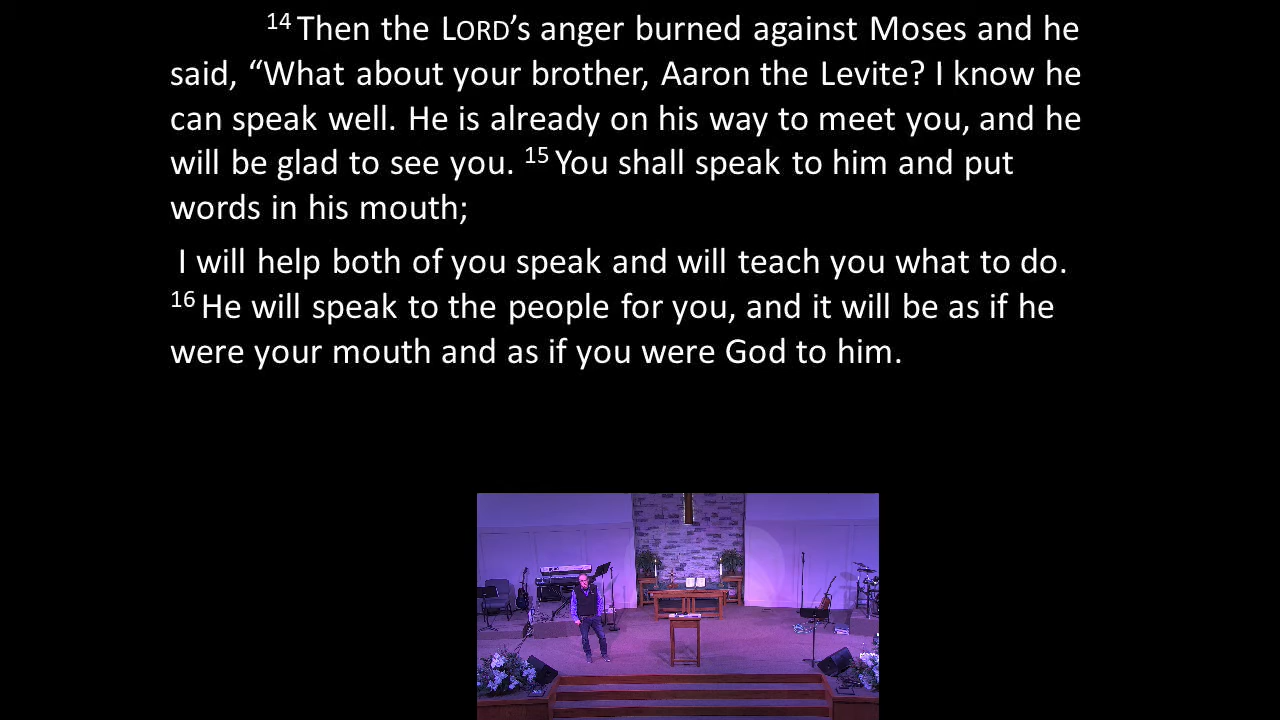 14 Then the LORD’s anger burned against Moses and he
said, “What about your brother, Aaron the Levite? I know he
can speak well. He is already on his way to meet you, and he
will be glad to see you. 15 You shall speak to him and put
words in his mouth;
I will help both of you speak and will teach you what to do.
16 He will speak to the people for you, and it will be as if he
were your mouth and as if you were God to him.